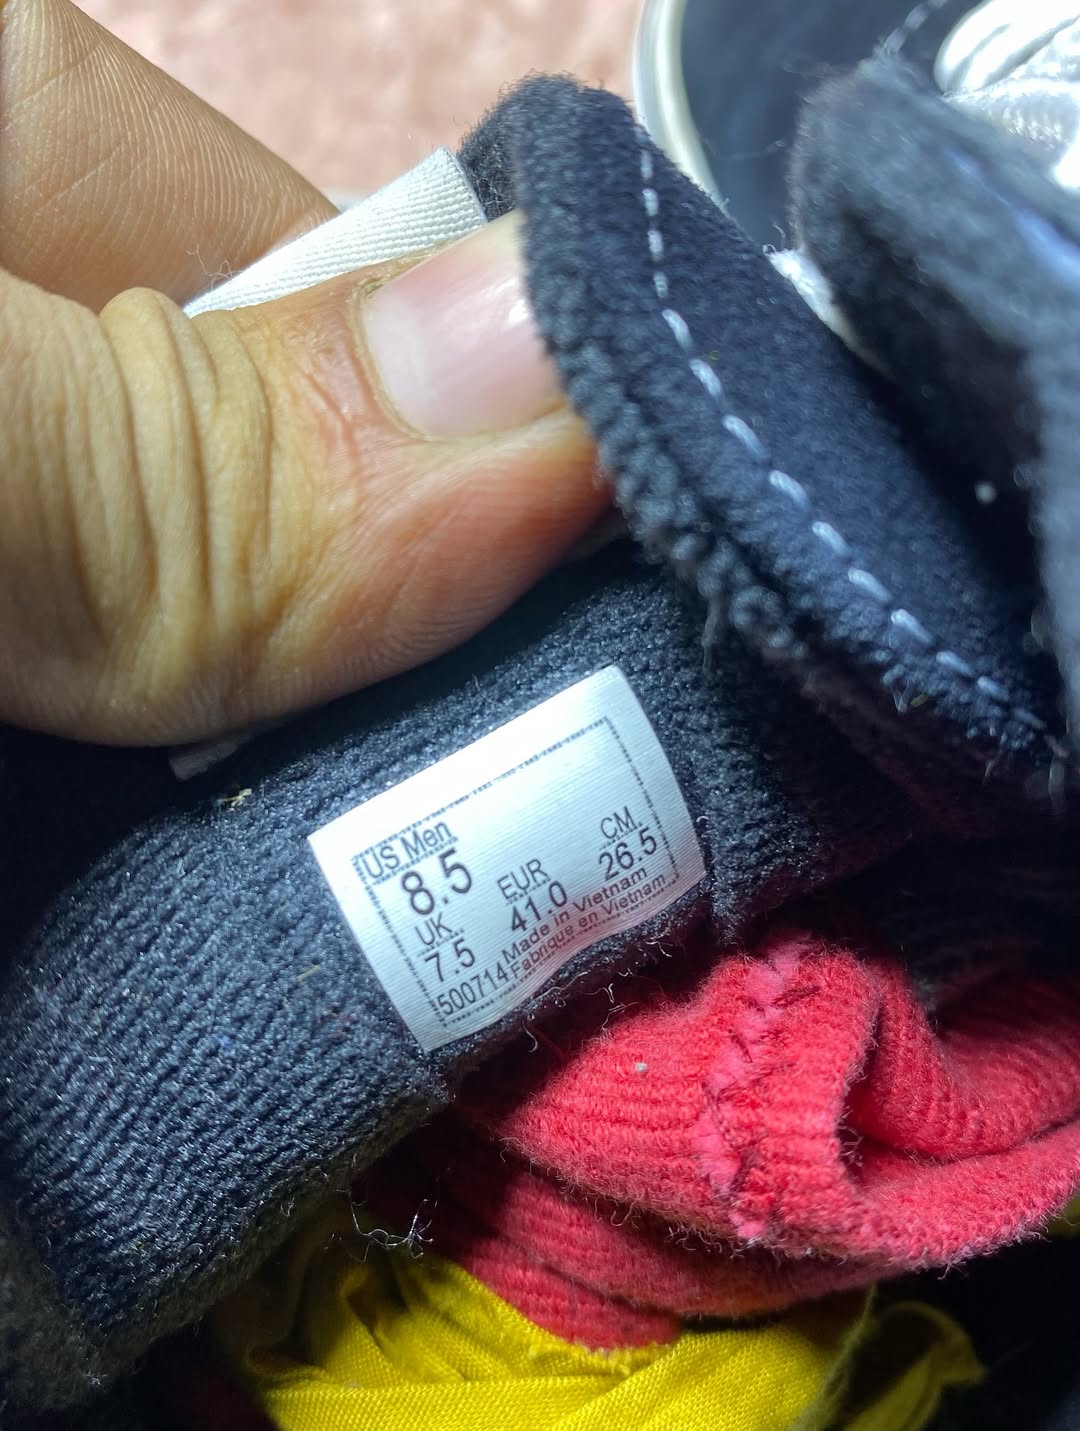 US Men
8.5
UK
7.5
EUR
41.0
CM.
26.5
500714
Made in Vietnam
Fabrique en Vietnam